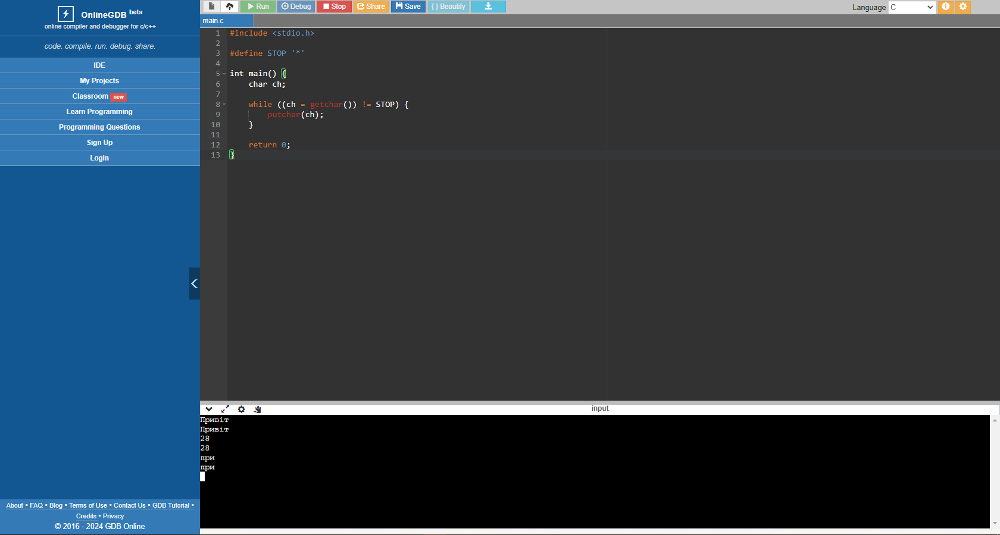 OnlineGDB beta
online compiler and debugger for c/c++
code. compile. run. debug. share.
IDE
My Projects
Classroom new
Learn Programming
Programming Questions
Sign Up
Login
About • FAQ • Blog • Terms of Use • Contact Us • GDB Tutorial •
Credits • Privacy
© 2016 - 2024 GDB Online
Run Debug Stop Share Save { } Beautify
Language C
main.c
1 #include <stdio.h>
2
3 #define STOP '*'
4
5 int main() {
6 char ch;
7
8 while ((ch = getchar()) != STOP) {
9 putchar(ch);
10 }
11
12 return 0;
13 }
input
Привіт
Привіт
28
28
при
при